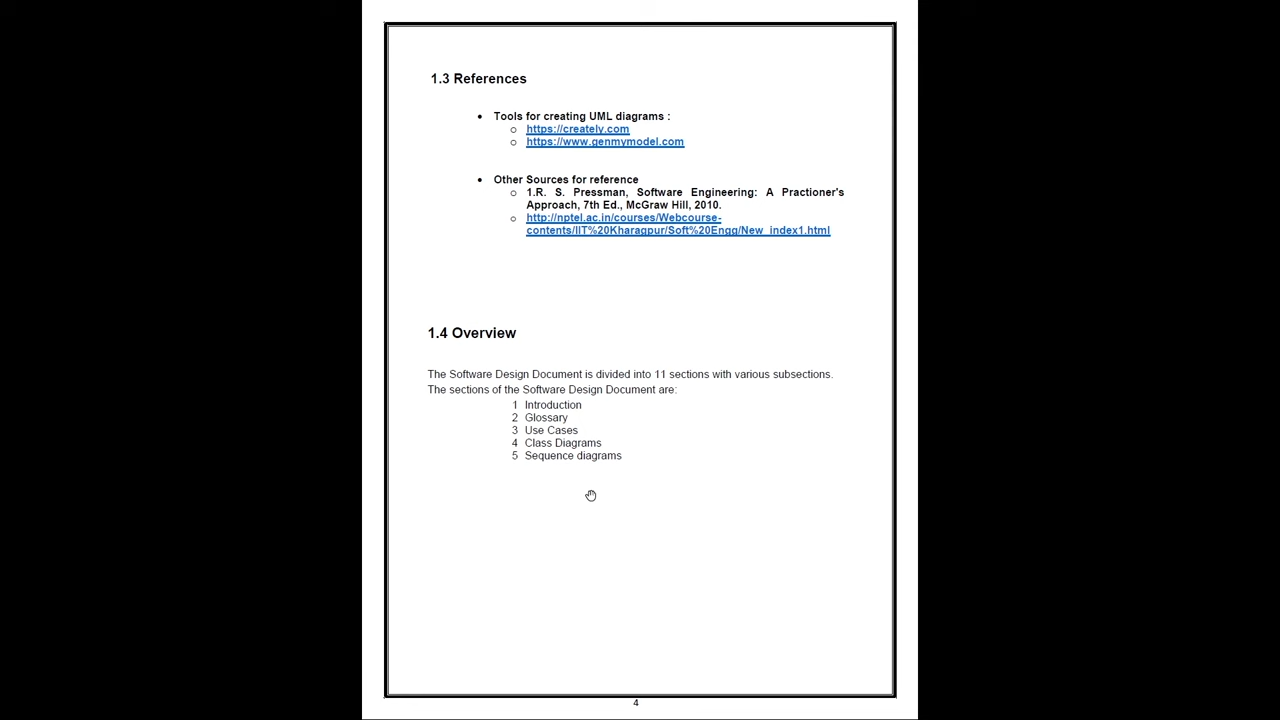 1.3 References
• Tools for creating UML diagrams :
o https://creately.com
o https://www.genmymodel.com
• Other Sources for reference
o 1.R. S. Pressman, Software Engineering: A Practioner's
Approach, 7th Ed., McGraw Hill, 2010.
o http://nptel.ac.in/courses/Webcourse-
contents/IIT%20Kharagpur/Soft%20Engg/New_index1.html
1.4 Overview
The Software Design Document is divided into 11 sections with various subsections.
The sections of the Software Design Document are:
1 Introduction
2 Glossary
3 Use Cases
4 Class Diagrams
5 Sequence diagrams
4